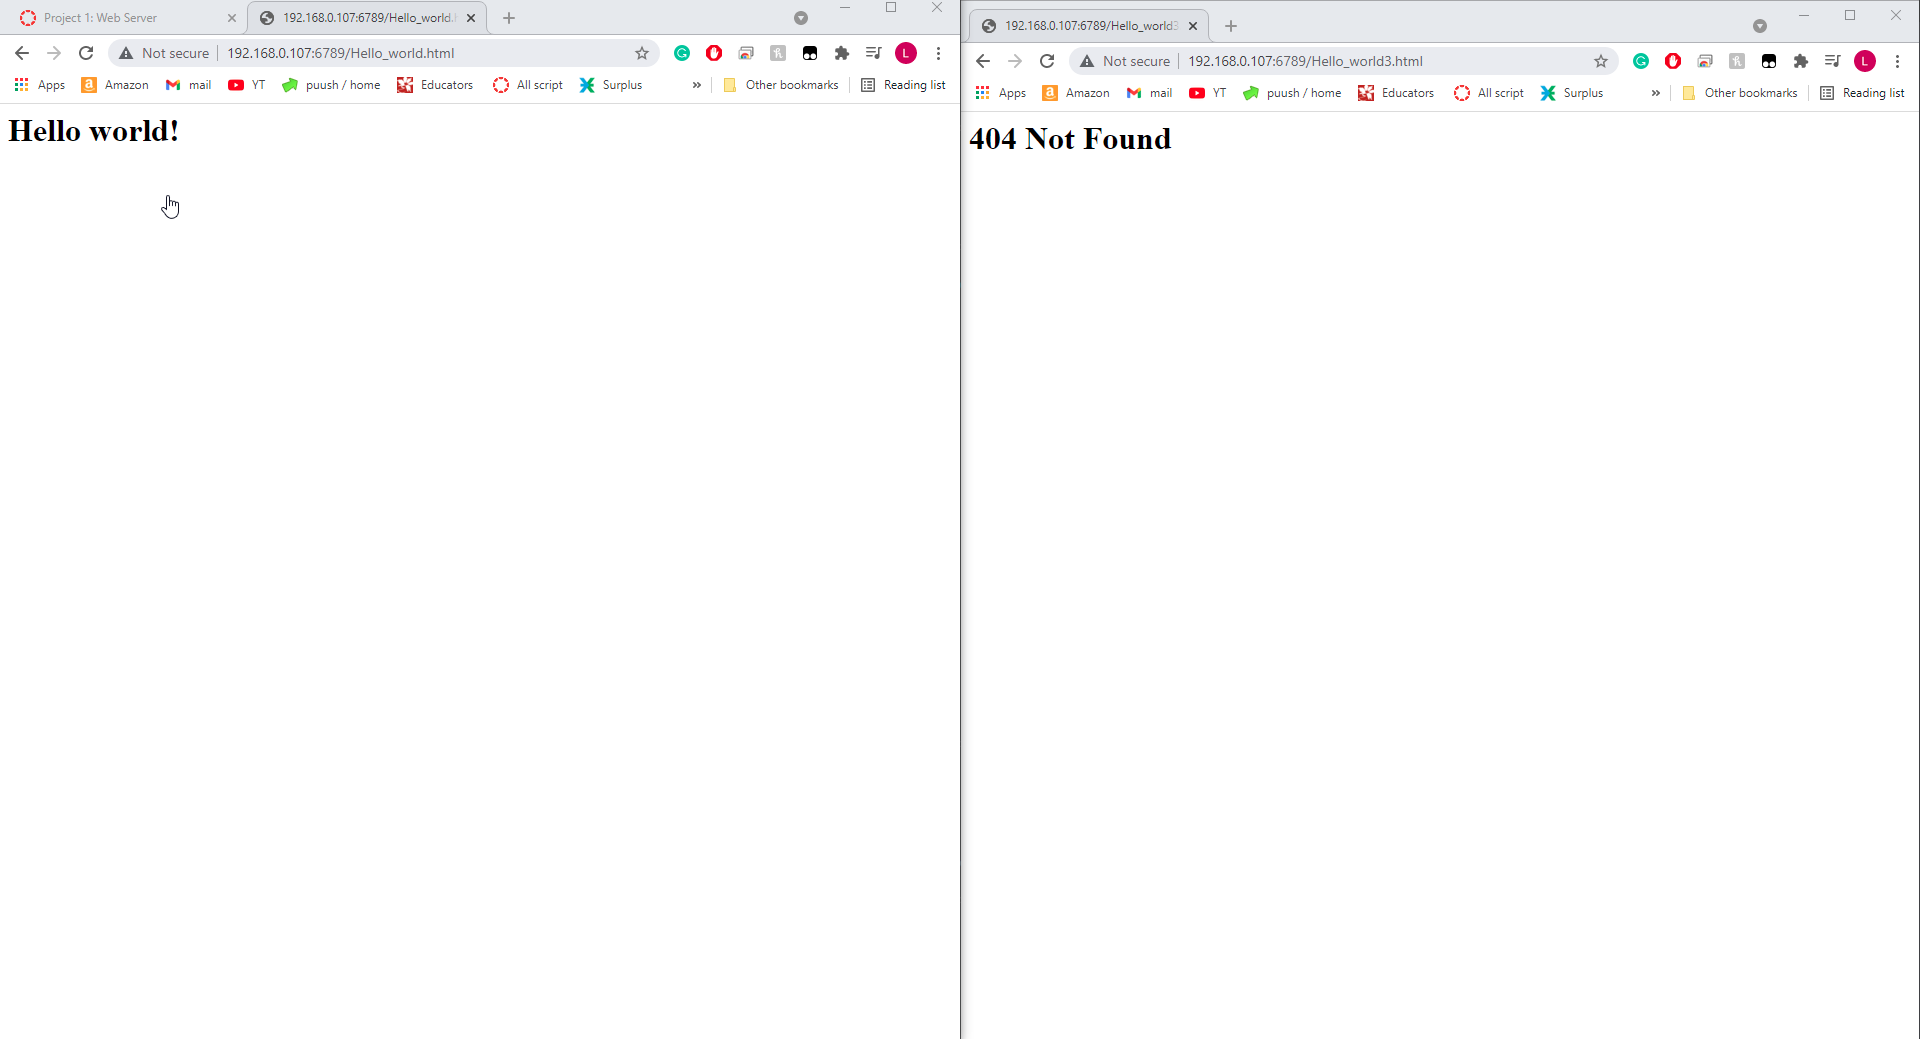 Project 1: Web Server
192.168.0.107:6789/Hello_world.
Not secure 192.168.0.107:6789/Hello_world.html
Apps Amazon mail YT puush / home Educators All script Surplus » Other bookmarks Reading list
Hello world!
192.168.0.107:6789/Hello_world3
Not secure 192.168.0.107:6789/Hello_world3.html
Apps Amazon mail YT puush / home Educators All script Surplus » Other bookmarks Reading list
404 Not Found